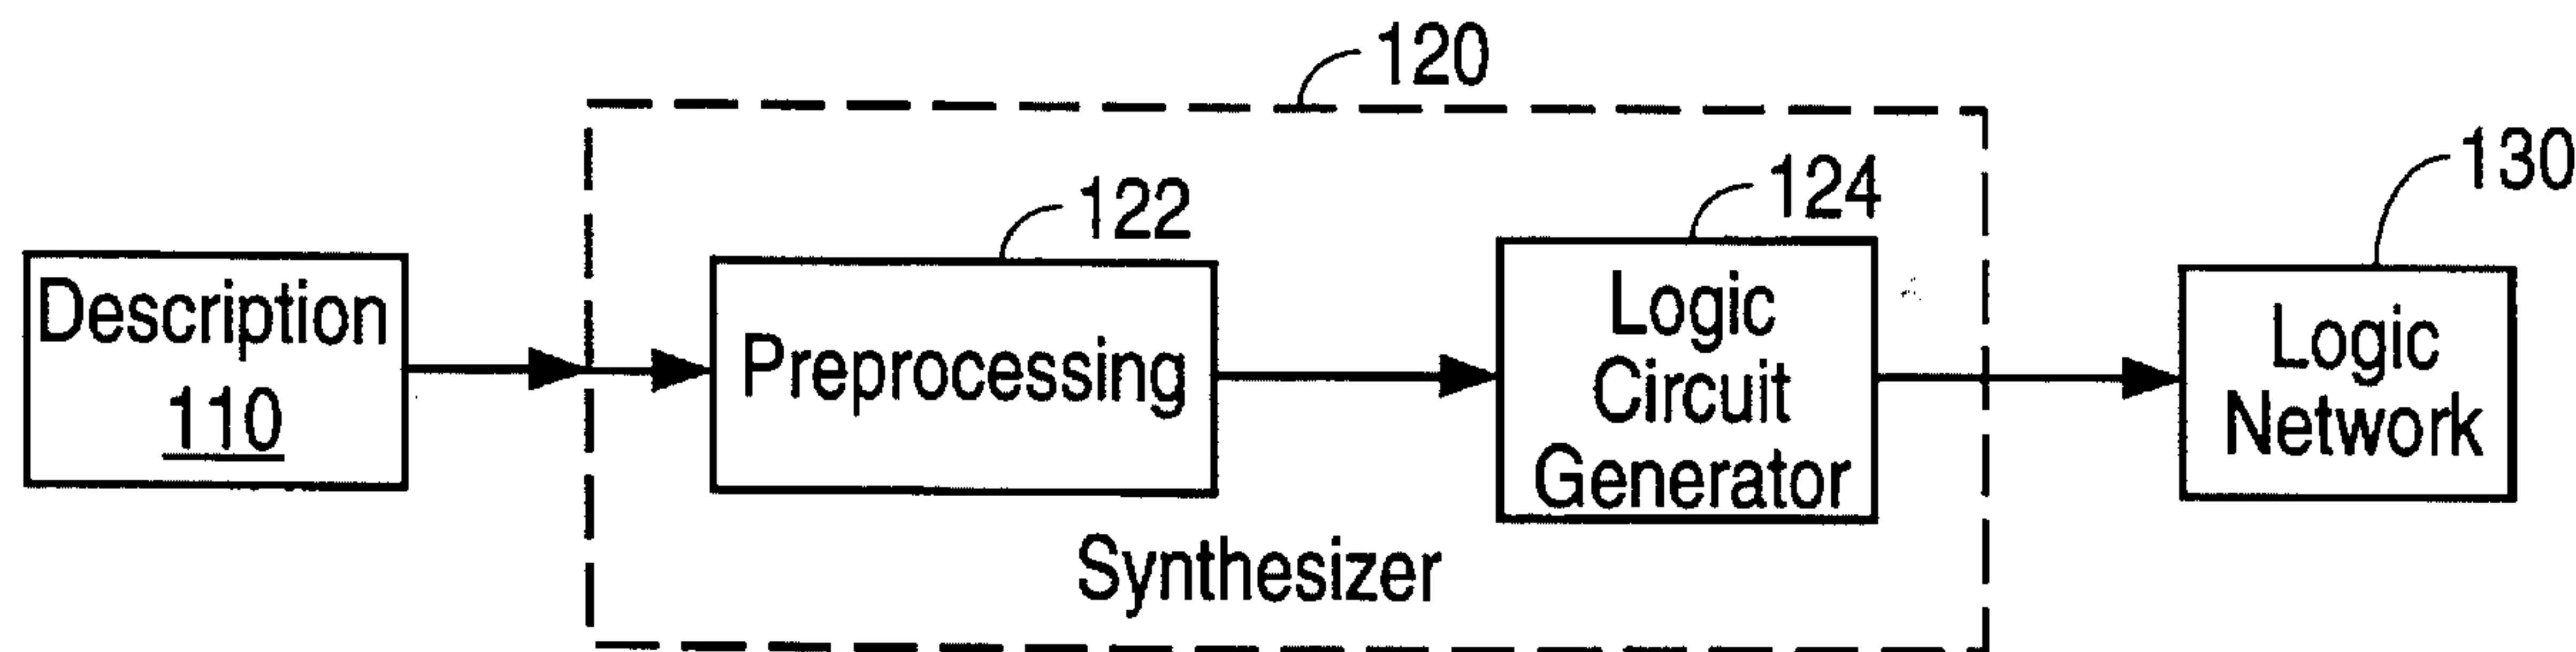 120
130
122
124
Description
110
Preprocessing
Logic
Circuit
Generator
Logic
Network
Synthesizer